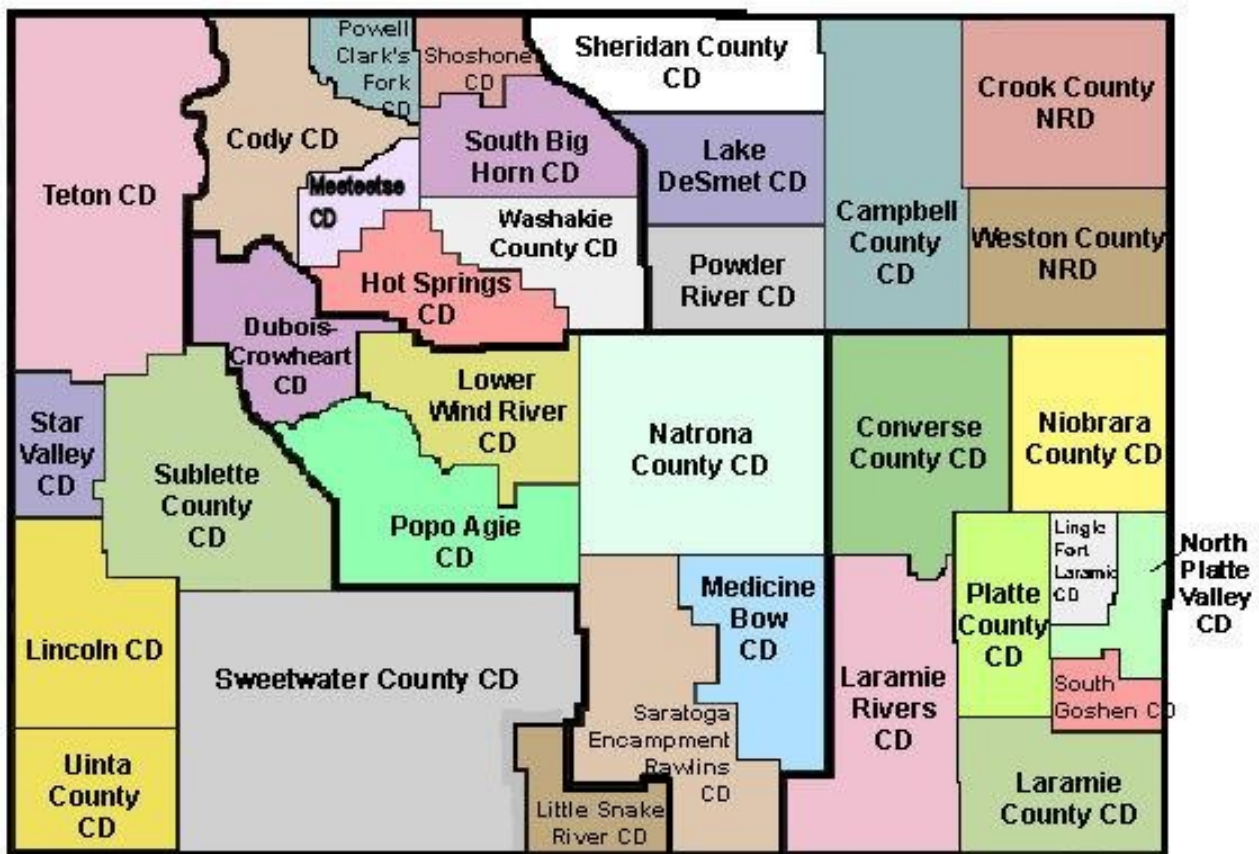 Powell
Clark's
Fork
CD
Shoshone
CD
Sheridan County
CD
Crook County
NRD
Cody CD
South Big
Horn CD
Lake
DeSmet CD
Teton CD
Meeteetse
CD
Washakie
County CD
Campbell
County
CD
Weston County
NRD
Hot Springs
CD
Powder
River CD
Dubois-
Crowheart
CD
Lower
Wind River
CD
Star
Valley
CD
Sublette
County
CD
Natrona
County CD
Converse
County CD
Niobrara
County CD
Popo Agie
CD
Lingle
Fort
Laramie
CD
North
Platte
Valley
CD
Medicine
Bow
CD
Platte
County
CD
Lincoln CD
Sweetwater County CD
Laramie
Rivers
CD
South
Goshen CD
Saratoga
Encampment
Rawlins
CD
Uinta
County
CD
Little Snake
River CD
Laramie
County CD